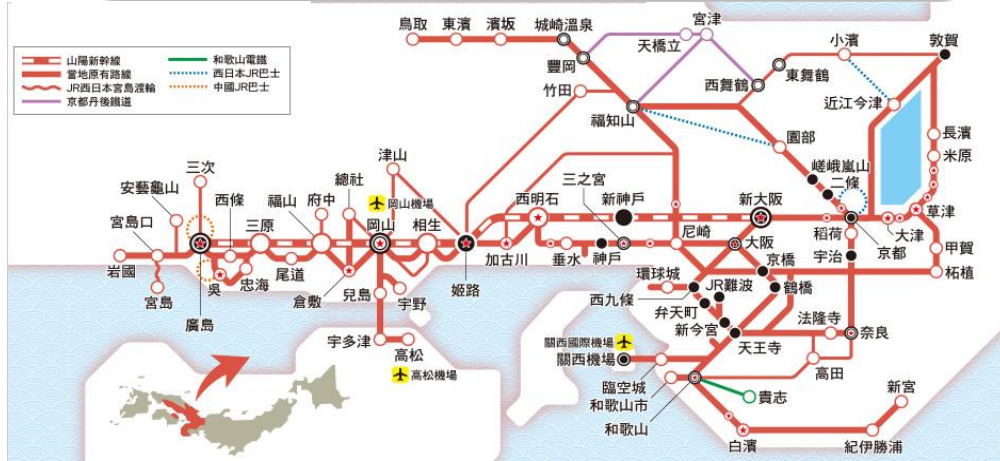 山陽新幹線
當地原有路線
JR西日本宮島渡輪
京都丹後鐵道
和歌山電鐵
西日本JR巴士
中國JR巴士
鳥取
東濱
濱坂
城崎溫泉
豐岡
竹田
天橋立
宮津
西舞鶴
東舞鶴
小濱
敦賀
近江今津
福知山
園部
嵯峨嵐山
二條
長濱
米原
草津
大津
京都
稻荷
宇治
甲賀
柘植
三次
安藝龜山
宮島口
岩國
宮島
廣島
吳
西條
忠海
三原
福山
尾道
府中
倉敷
總社
津山
岡山機場
岡山
相生
兒島
宇野
宇多津
高松
高松機場
姬路
加古川
西明石
垂水
三之宮
神戶
新神戶
尼崎
新大阪
大阪
京橋
鶴橋
環球城
西九條
JR難波
弁天町
新今宮
天王寺
法隆寺
奈良
高田
關西國際機場
關西機場
臨空城
和歌山市
和歌山
貴志
白濱
紀伊勝浦
新宮